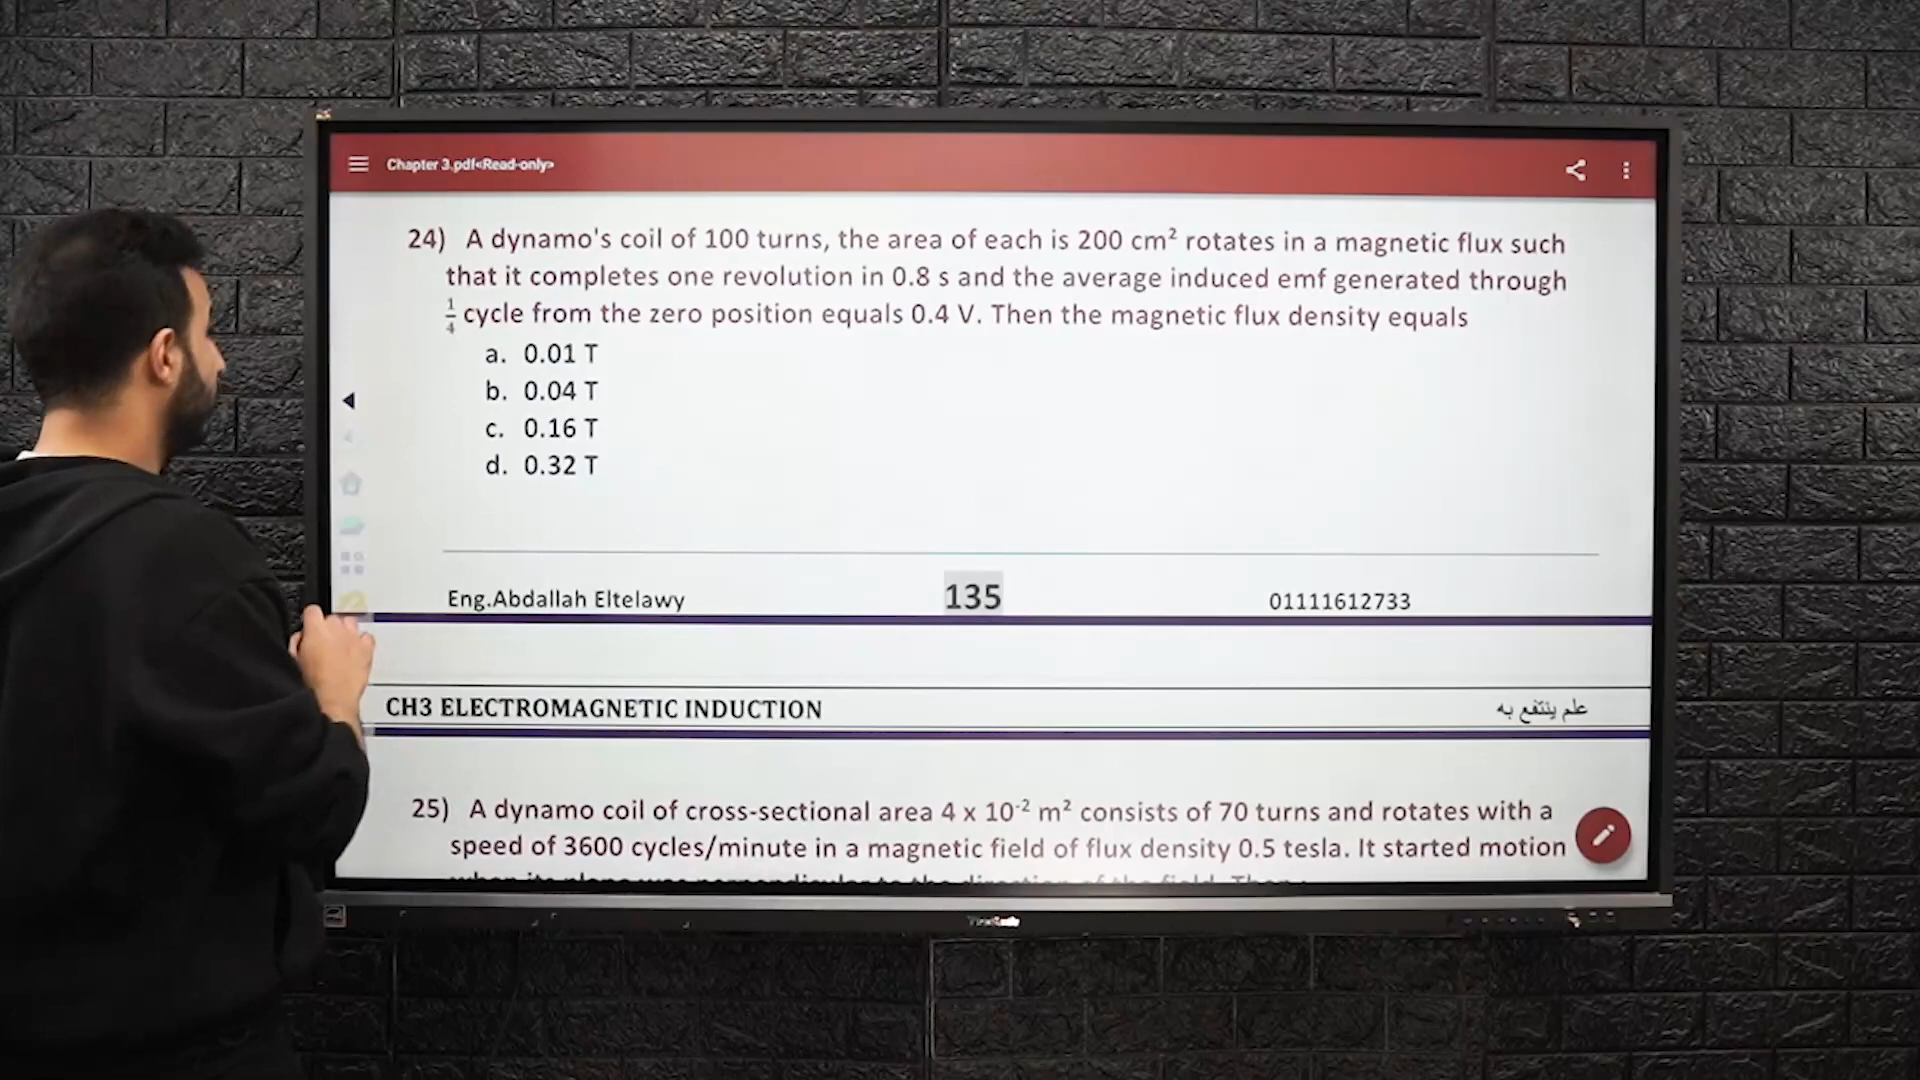 Chapter 3.pdf<Read-only>
24) A dynamo's coil of 100 turns, the area of each is 200 cm² rotates in a magnetic flux such
that it completes one revolution in 0.8 s and the average induced emf generated through
1/4 cycle from the zero position equals 0.4 V. Then the magnetic flux density equals
a. 0.01 T
b. 0.04 T
c. 0.16 T
d. 0.32 T
Eng.Abdallah Eltelawy 135 01111612733
CH3 ELECTROMAGNETIC INDUCTION علم ينتفع به
25) A dynamo coil of cross-sectional area 4 x 10⁻² m² consists of 70 turns and rotates with a
speed of 3600 cycles/minute in a magnetic field of flux density 0.5 tesla. It started motion